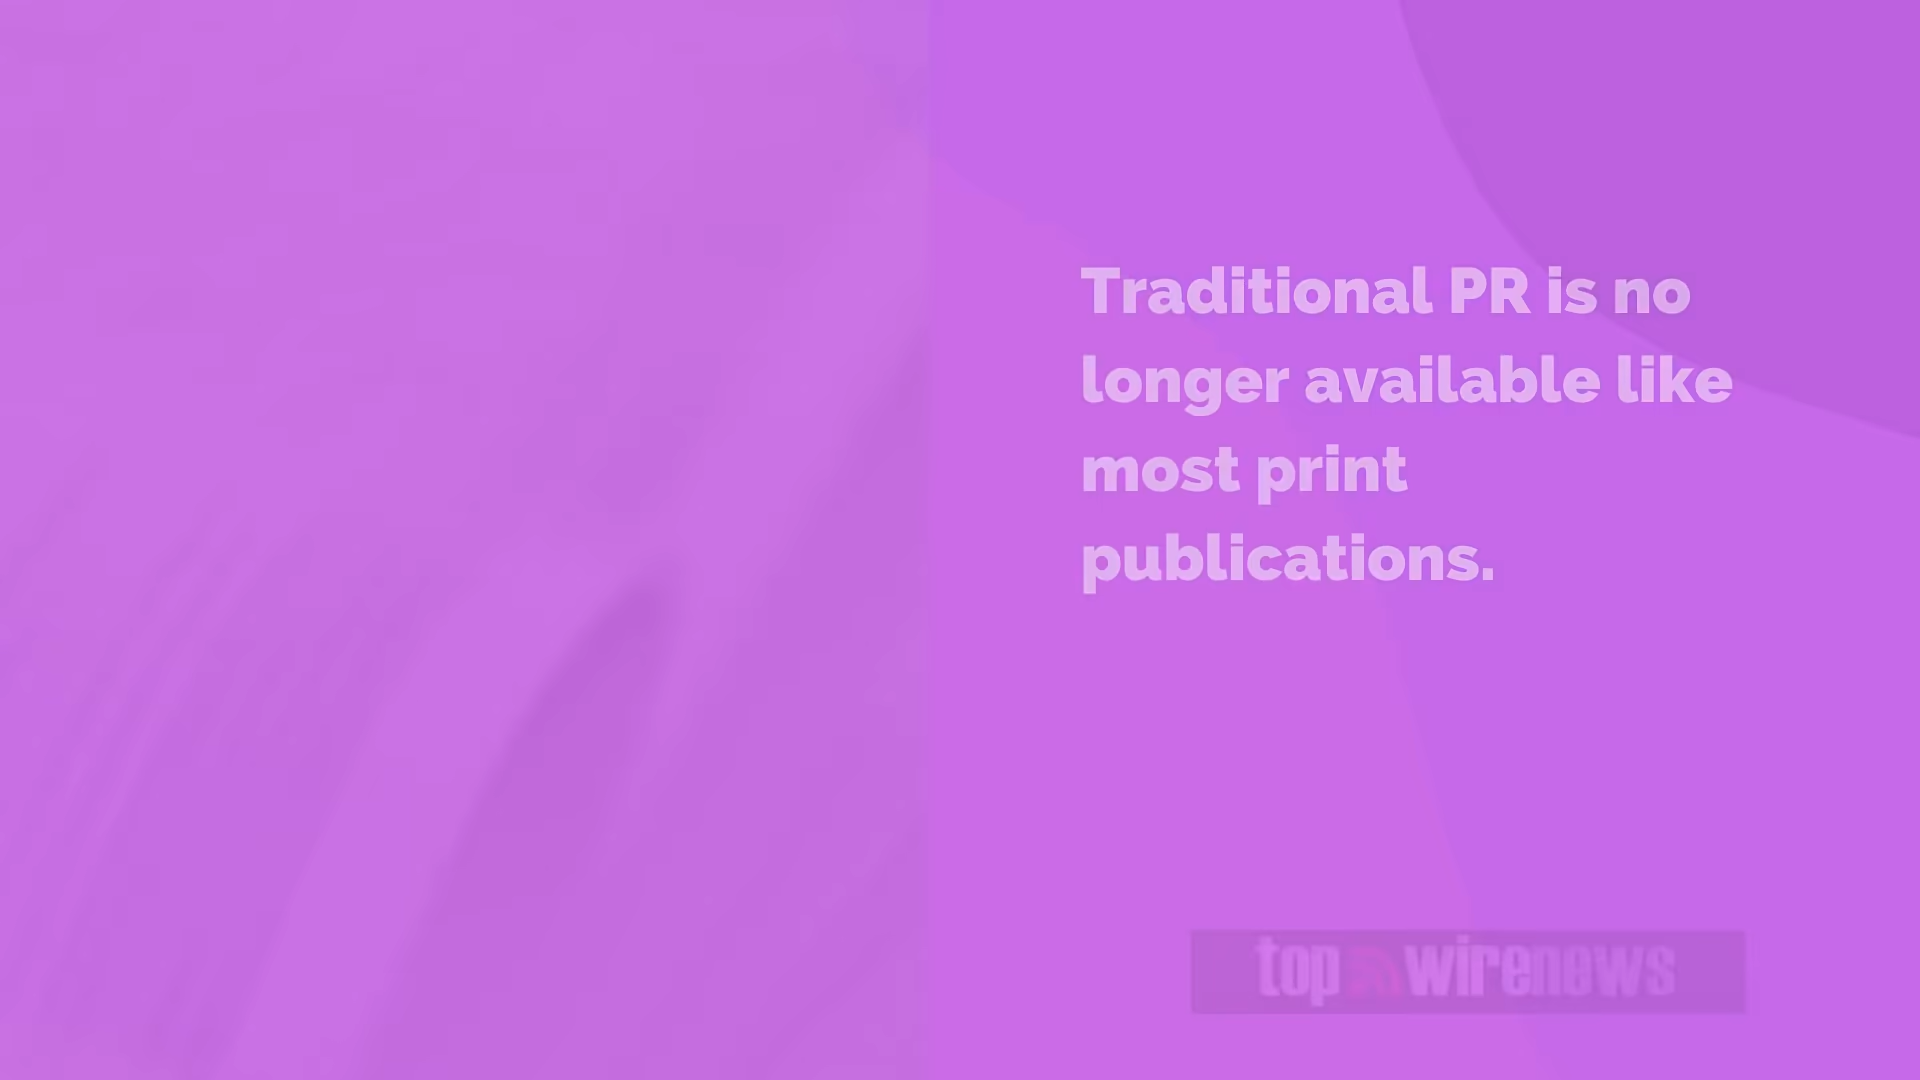 Traditional PR is no
longer available like
most print
publications.
topwirenews